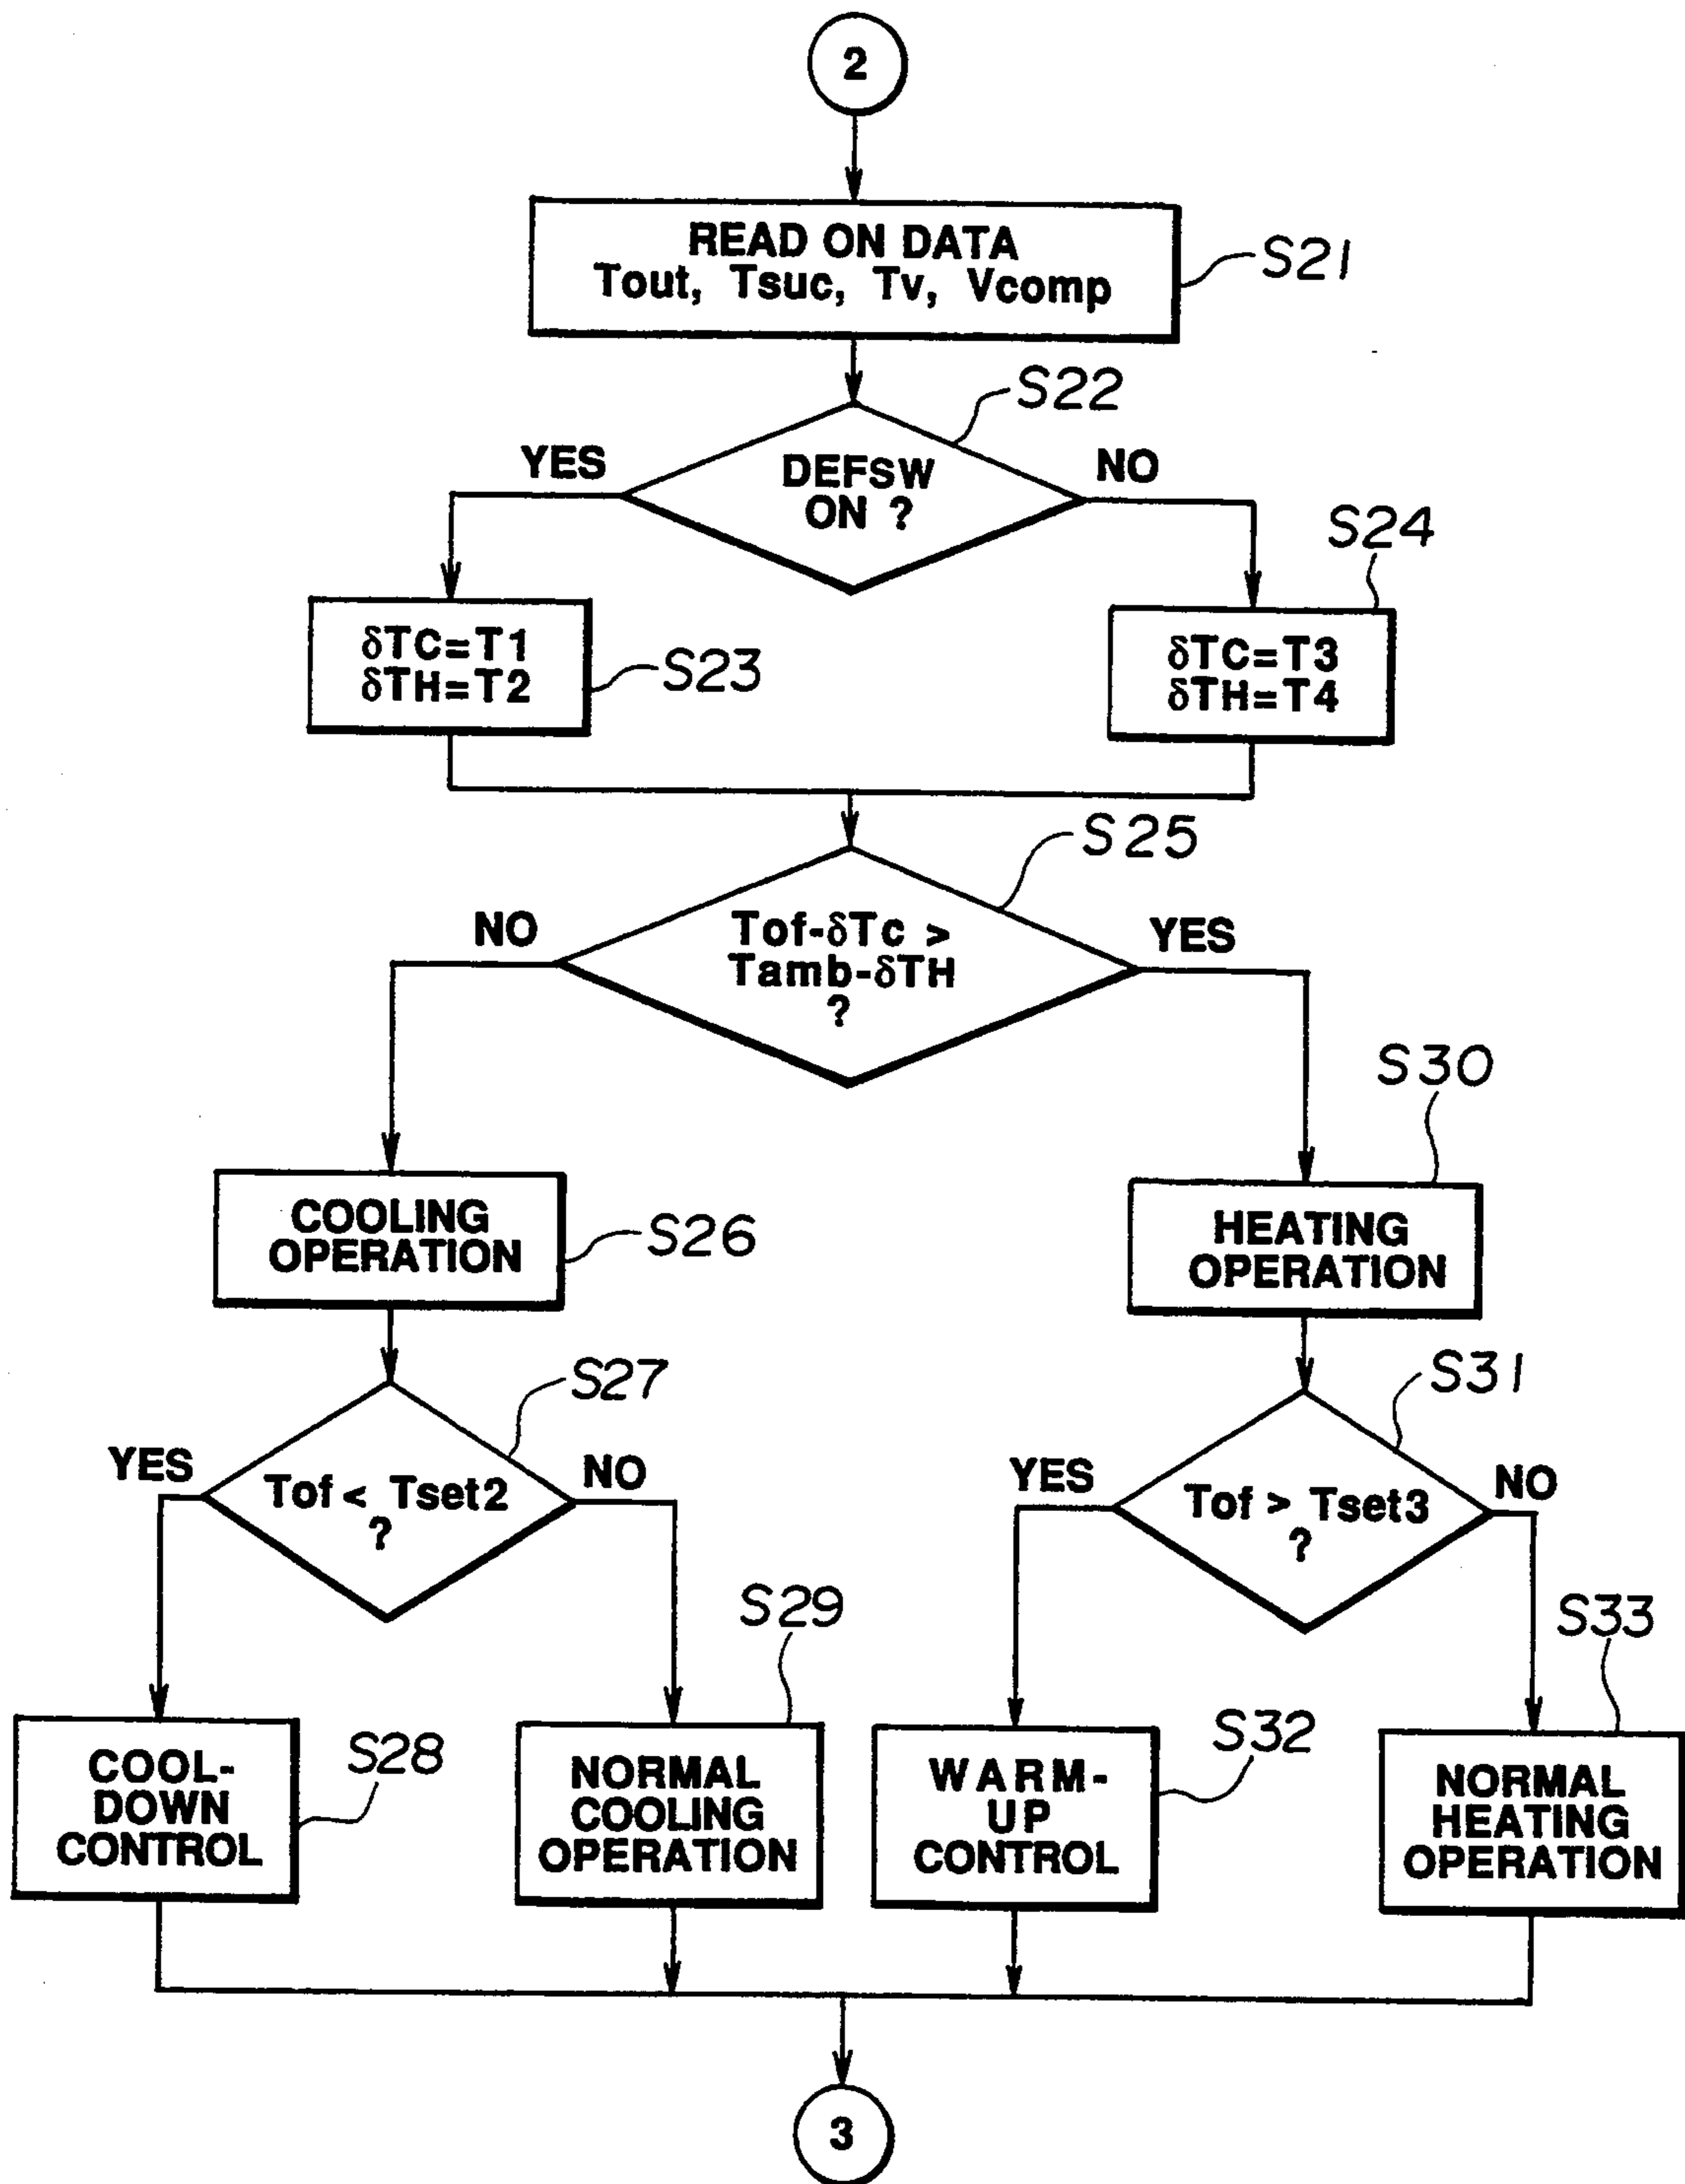 2
READ ON DATA
Tout, Tsuc, Tv, Vcomp
S21
S22
YES
DEFSW
ON ?
NO
S24
δTC=T1
δTH=T2
S23
δTC=T3
δTH=T4
S25
NO
Tof-δTc >
Tamb-δTH
?
YES
S30
COOLING
OPERATION
S26
HEATING
OPERATION
S27
S31
YES
Tof < Tset2
?
NO
YES
Tof > Tset3
?
NO
S29
S33
COOL-
DOWN
CONTROL
S28
NORMAL
COOLING
OPERATION
WARM-
UP
CONTROL
S32
NORMAL
HEATING
OPERATION
3